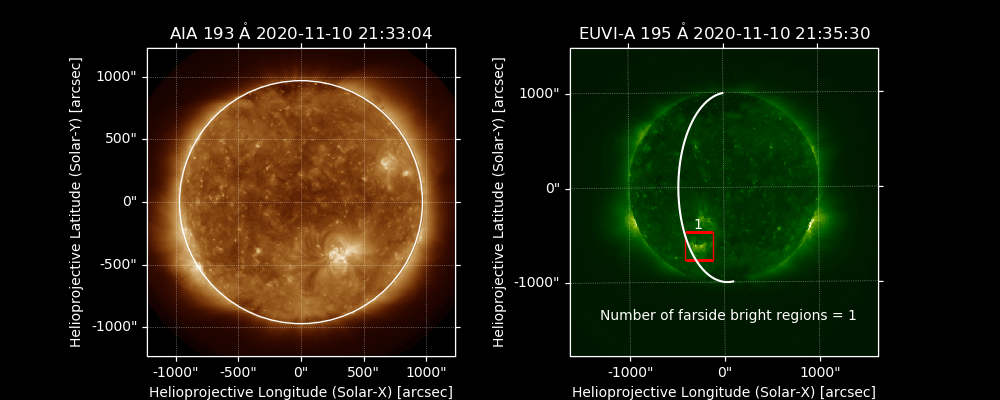 AIA 193 Å 2020-11-10 21:33:04
Helioprojective Latitude (Solar-Y) [arcsec]
1000"
500"
0"
-500"
-1000"
-1000" -500" 0" 500" 1000"
Helioprojective Longitude (Solar-X) [arcsec]
EUVI-A 195 Å 2020-11-10 21:35:30
Helioprojective Latitude (Solar-Y) [arcsec]
1000"
0"
-1000"
1
Number of farside bright regions = 1
-1000" 0" 1000"
Helioprojective Longitude (Solar-X) [arcsec]